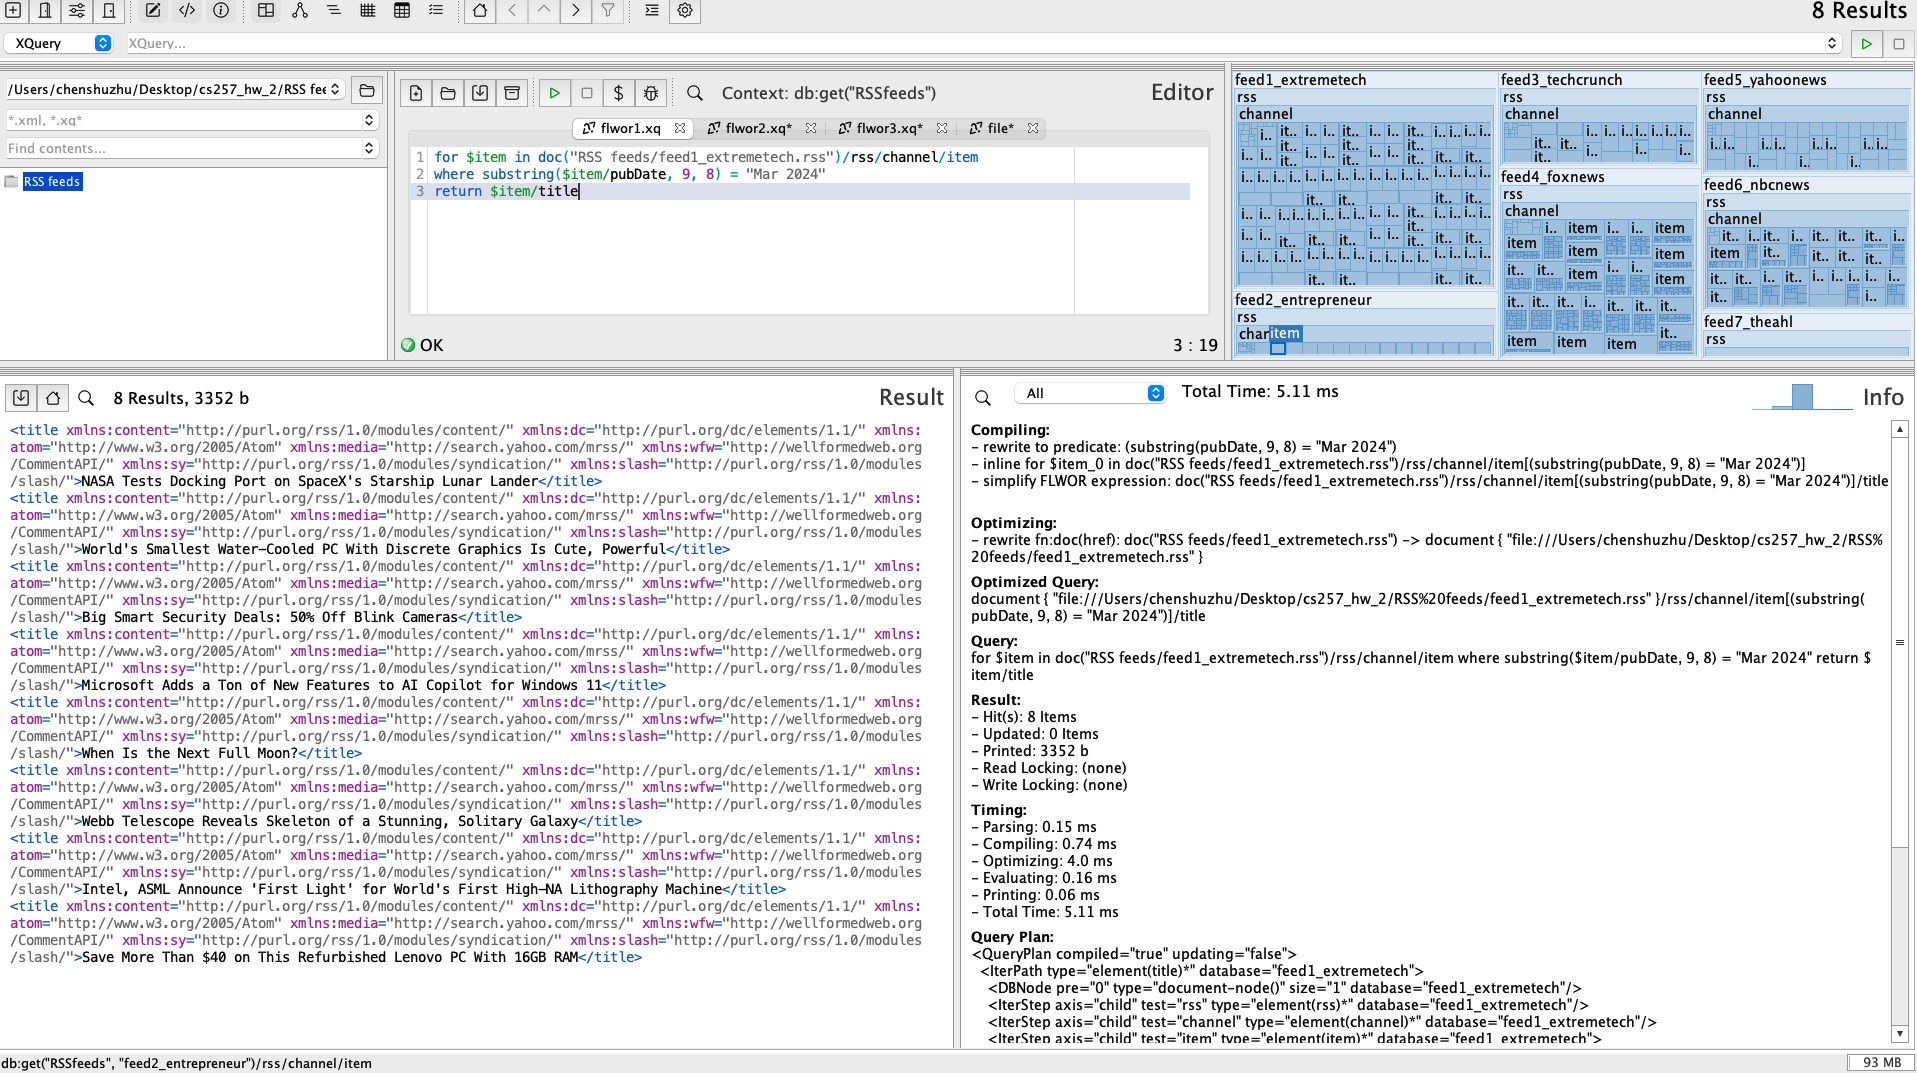 8 Results
XQuery
XQuery...
/Users/chenshuzhu/Desktop/cs257_hw_2/RSS fee
*.xml, *.xq*
Find contents...
RSS feeds
$
Context: db:get("RSSfeeds")
Editor
flwor1.xq
flwor2.xq*
flwor3.xq*
file*
1 for $item in doc("RSS feeds/feed1_extremetech.rss")/rss/channel/item
2 where substring($item/pubDate, 9, 8) = "Mar 2024"
3 return $item/title
OK
3 : 19
feed1_extremetech
rss
channel
feed2_entrepreneur
rss
char
item
feed3_techcrunch
rss
channel
feed4_foxnews
rss
channel
feed5_yahoonews
rss
channel
feed6_nbcnews
rss
channel
feed7_theahl
rss
8 Results, 3352 b
Result
<title xmlns:content="http://purl.org/rss/1.0/modules/content/" xmlns:dc="http://purl.org/dc/elements/1.1/" xmlns:
atom="http://www.w3.org/2005/Atom" xmlns:media="http://search.yahoo.com/mrss/" xmlns:wfw="http://wellformedweb.org
/CommentAPI/" xmlns:sy="http://purl.org/rss/1.0/modules/syndication/" xmlns:slash="http://purl.org/rss/1.0/modules
/slash/">NASA Tests Docking Port on SpaceX's Starship Lunar Lander</title>
<title xmlns:content="http://purl.org/rss/1.0/modules/content/" xmlns:dc="http://purl.org/dc/elements/1.1/" xmlns:
atom="http://www.w3.org/2005/Atom" xmlns:media="http://search.yahoo.com/mrss/" xmlns:wfw="http://wellformedweb.org
/CommentAPI/" xmlns:sy="http://purl.org/rss/1.0/modules/syndication/" xmlns:slash="http://purl.org/rss/1.0/modules
/slash/">World's Smallest Water-Cooled PC With Discrete Graphics Is Cute, Powerful</title>
<title xmlns:content="http://purl.org/rss/1.0/modules/content/" xmlns:dc="http://purl.org/dc/elements/1.1/" xmlns:
atom="http://www.w3.org/2005/Atom" xmlns:media="http://search.yahoo.com/mrss/" xmlns:wfw="http://wellformedweb.org
/CommentAPI/" xmlns:sy="http://purl.org/rss/1.0/modules/syndication/" xmlns:slash="http://purl.org/rss/1.0/modules
/slash/">Big Smart Security Deals: 50% Off Blink Cameras</title>
<title xmlns:content="http://purl.org/rss/1.0/modules/content/" xmlns:dc="http://purl.org/dc/elements/1.1/" xmlns:
atom="http://www.w3.org/2005/Atom" xmlns:media="http://search.yahoo.com/mrss/" xmlns:wfw="http://wellformedweb.org
/CommentAPI/" xmlns:sy="http://purl.org/rss/1.0/modules/syndication/" xmlns:slash="http://purl.org/rss/1.0/modules
/slash/">Microsoft Adds a Ton of New Features to AI Copilot for Windows 11</title>
<title xmlns:content="http://purl.org/rss/1.0/modules/content/" xmlns:dc="http://purl.org/dc/elements/1.1/" xmlns:
atom="http://www.w3.org/2005/Atom" xmlns:media="http://search.yahoo.com/mrss/" xmlns:wfw="http://wellformedweb.org
/CommentAPI/" xmlns:sy="http://purl.org/rss/1.0/modules/syndication/" xmlns:slash="http://purl.org/rss/1.0/modules
/slash/">When Is the Next Full Moon?</title>
<title xmlns:content="http://purl.org/rss/1.0/modules/content/" xmlns:dc="http://purl.org/dc/elements/1.1/" xmlns:
atom="http://www.w3.org/2005/Atom" xmlns:media="http://search.yahoo.com/mrss/" xmlns:wfw="http://wellformedweb.org
/CommentAPI/" xmlns:sy="http://purl.org/rss/1.0/modules/syndication/" xmlns:slash="http://purl.org/rss/1.0/modules
/slash/">Webb Telescope Reveals Skeleton of a Stunning, Solitary Galaxy</title>
<title xmlns:content="http://purl.org/rss/1.0/modules/content/" xmlns:dc="http://purl.org/dc/elements/1.1/" xmlns:
atom="http://www.w3.org/2005/Atom" xmlns:media="http://search.yahoo.com/mrss/" xmlns:wfw="http://wellformedweb.org
/CommentAPI/" xmlns:sy="http://purl.org/rss/1.0/modules/syndication/" xmlns:slash="http://purl.org/rss/1.0/modules
/slash/">Intel, ASML Announce 'First Light' for World's First High-NA Lithography Machine</title>
<title xmlns:content="http://purl.org/rss/1.0/modules/content/" xmlns:dc="http://purl.org/dc/elements/1.1/" xmlns:
atom="http://www.w3.org/2005/Atom" xmlns:media="http://search.yahoo.com/mrss/" xmlns:wfw="http://wellformedweb.org
/CommentAPI/" xmlns:sy="http://purl.org/rss/1.0/modules/syndication/" xmlns:slash="http://purl.org/rss/1.0/modules
/slash/">Save More Than $40 on This Refurbished Lenovo PC With 16GB RAM</title>
All
Total Time: 5.11 ms
Info
Compiling:
- rewrite to predicate: (substring(pubDate, 9, 8) = "Mar 2024")
- inline for $item_0 in doc("RSS feeds/feed1_extremetech.rss")/rss/channel/item[(substring(pubDate, 9, 8) = "Mar 2024")]
- simplify FLWOR expression: doc("RSS feeds/feed1_extremetech.rss")/rss/channel/item[(substring(pubDate, 9, 8) = "Mar 2024")]/title
Optimizing:
- rewrite fn:doc(href): doc("RSS feeds/feed1_extremetech.rss") -> document { "file:///Users/chenshuzhu/Desktop/cs257_hw_2/RSS%
20feeds/feed1_extremetech.rss" }
Optimized Query:
document { "file:///Users/chenshuzhu/Desktop/cs257_hw_2/RSS%20feeds/feed1_extremetech.rss" }/rss/channel/item[(substring(
pubDate, 9, 8) = "Mar 2024")]/title
Query:
for $item in doc("RSS feeds/feed1_extremetech.rss")/rss/channel/item where substring($item/pubDate, 9, 8) = "Mar 2024" return $
item/title
Result:
- Hit(s): 8 Items
- Updated: 0 Items
- Printed: 3352 b
- Read Locking: (none)
- Write Locking: (none)
Timing:
- Parsing: 0.15 ms
- Compiling: 0.74 ms
- Optimizing: 4.0 ms
- Evaluating: 0.16 ms
- Printing: 0.06 ms
- Total Time: 5.11 ms
Query Plan:
<QueryPlan compiled="true" updating="false">
<IterPath type="element(title)*" database="feed1_extremetech">
<DBNode pre="0" type="document-node()" size="1" database="feed1_extremetech"/>
<IterStep axis="child" test="rss" type="element(rss)*" database="feed1_extremetech"/>
<IterStep axis="child" test="channel" type="element(channel)*" database="feed1_extremetech"/>
<IterStep axis="child" test="item" type="element(item)*" database="feed1_extremetech">
db:get("RSSfeeds", "feed2_entrepreneur")/rss/channel/item
93 MB